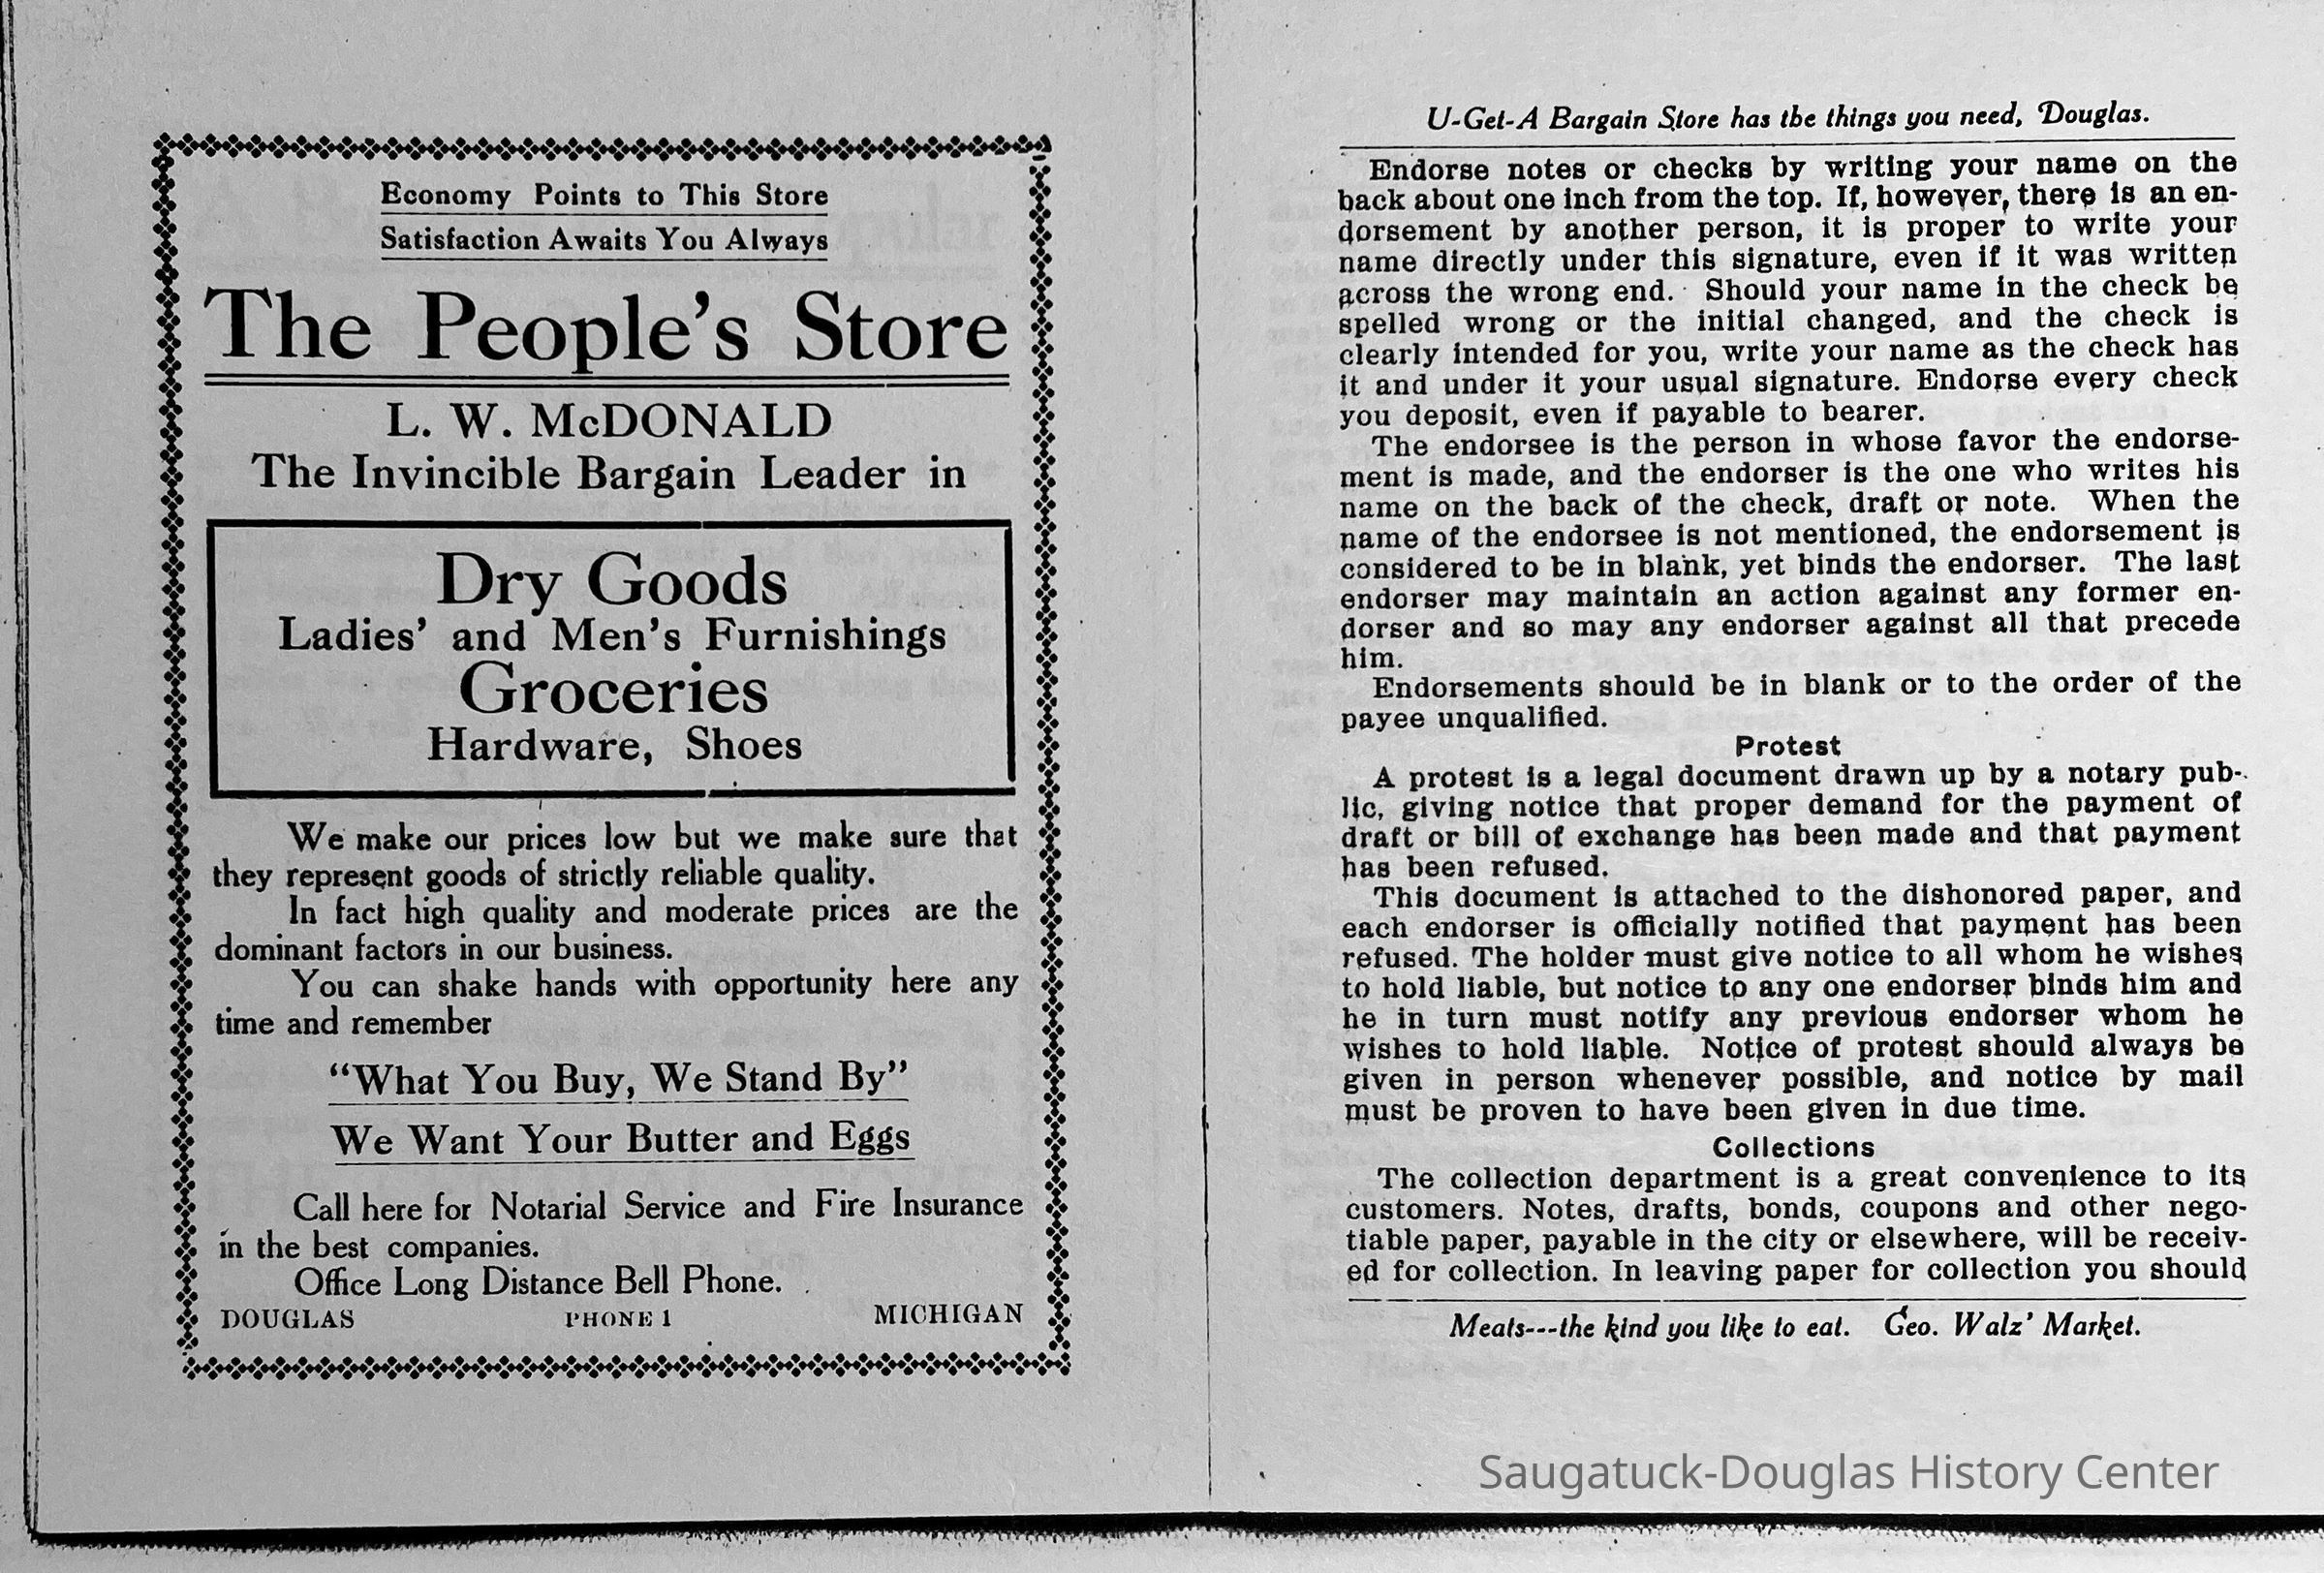 Economy Points to This Store
Satisfaction Awaits You Always
The People's Store
L. W. McDONALD
The Invincible Bargain Leader in
Dry Goods
Ladies' and Men's Furnishings
Groceries
Hardware, Shoes
We make our prices low but we make sure that
they represent goods of strictly reliable quality.
In fact high quality and moderate prices are the
dominant factors in our business.
You can shake hands with opportunity here any
time and remember
"What You Buy, We Stand By"
We Want Your Butter and Eggs
Call here for Notarial Service and Fire Insurance
in the best companies.
Office Long Distance Bell Phone.
DOUGLAS PHONE 1 MICHIGAN
U-Get-A Bargain Store has the things you need, Douglas.
Endorse notes or checks by writing your name on the
back about one inch from the top. If, however, there is an en-
dorsement by another person, it is proper to write your
name directly under this signature, even if it was written
across the wrong end. Should your name in the check be
spelled wrong or the initial changed, and the check is
clearly intended for you, write your name as the check has
it and under it your usual signature. Endorse every check
you deposit, even if payable to bearer.
The endorsee is the person in whose favor the endorse-
ment is made, and the endorser is the one who writes his
name on the back of the check, draft or note. When the
name of the endorsee is not mentioned, the endorsement is
considered to be in blank, yet binds the endorser. The last
endorser may maintain an action against any former en-
dorser and so may any endorser against all that precede
him.
Endorsements should be in blank or to the order of the
payee unqualified.
Protest
A protest is a legal document drawn up by a notary pub-
lic, giving notice that proper demand for the payment of
draft or bill of exchange has been made and that payment
has been refused.
This document is attached to the dishonored paper, and
each endorser is officially notified that payment has been
refused. The holder must give notice to all whom he wishes
to hold liable, but notice to any one endorser binds him and
he in turn must notify any previous endorser whom he
wishes to hold liable. Notice of protest should always be
given in person whenever possible, and notice by mail
must be proven to have been given in due time.
Collections
The collection department is a great convenience to its
customers. Notes, drafts, bonds, coupons and other nego-
tiable paper, payable in the city or elsewhere, will be receiv-
ed for collection. In leaving paper for collection you should
Meats---the kind you like to eat. Geo. Walz' Market.
Saugatuck-Douglas History Center